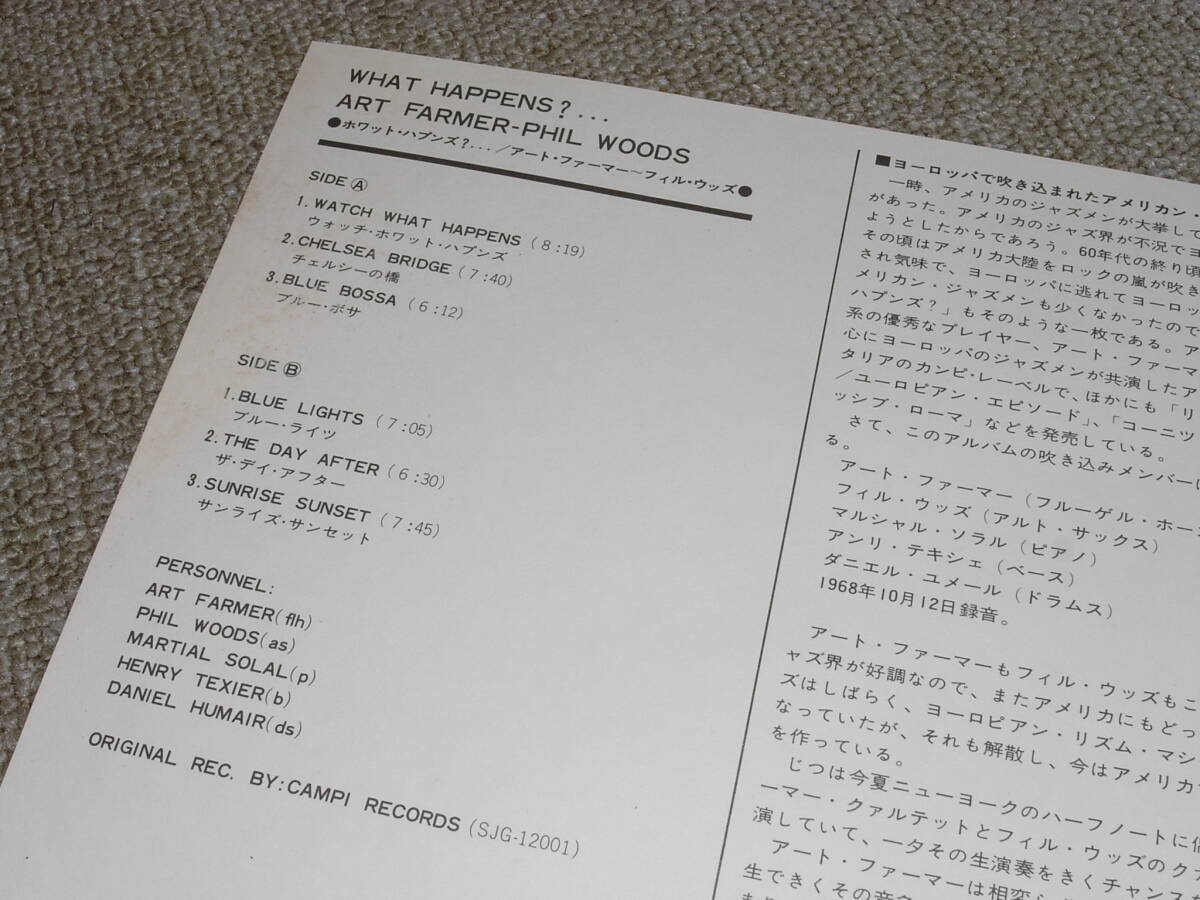 WHAT HAPPENS?...
ART FARMER-PHIL WOODS
●ホワット・ハプンズ?.../アート・ファーマー~フィル・ウッズ●
SIDE Ⓐ
1. WATCH WHAT HAPPENS (8:19)
ウォッチ・ホワット・ハプンズ
2. CHELSEA BRIDGE (7:40)
チェルシーの橋
3. BLUE BOSSA (6:12)
ブルー・ボサ
SIDE Ⓑ
1. BLUE LIGHTS (7:05)
ブルー・ライツ
2. THE DAY AFTER (6:30)
ザ・デイ・アフター
3. SUNRISE SUNSET (7:45)
サンライズ・サンセット
PERSONNEL:
ART FARMER(flh)
PHIL WOODS(as)
MARTIAL SOLAL(p)
HENRY TEXIER(b)
DANIEL HUMAIR(ds)
ORIGINAL REC. BY: CAMPI RECORDS (SJG-12001)
■ヨーロッパで吹き込まれたアメリカン・
一時、アメリカのジャズメンが大挙して
があった。アメリカのジャズ界が不況でヨ
ようとしたからであろう。60年代の終り頃
その頃はアメリカ大陸をロックの嵐が吹き
され気味で、ヨーロッパに逃れてヨーロッ
メリカン・ジャズメンも少くなかったので
ハプンズ?」もそのような一枚である。ア
系の優秀なプレイヤー、アート・ファーマ
心にヨーロッパのジャズメンが共演したア
タリアのカンピ・レーベルで、ほかにも「リ
/ユーロピアン・エピソード」、「コーニッ
ッシブ・ローマ」などを発売している。
さて、このアルバムの吹き込みメンバーは
る。
アート・ファーマー(フルーゲル・ホーン
フィル・ウッズ(アルト・サックス)
マルシャル・ソラル(ピアノ)
アンリ・テキシェ(ベース)
ダニエル・ユメール(ドラムス)
1968年10月12日録音。
アート・ファーマーもフィル・ウッズもこ
ャズ界が好調なので、またアメリカにもどっ
ズはしばらく、ヨーロピアン・リズム・マシ
なっていたが、それも解散し、今はアメリカ
を作っている。
じつは今夏ニューヨークのハーフノートに
ーマー・クァルテットとフィル・ウッズのクァ
演していて、一夕その生演奏をきくチャンス
アート・ファーマーは相変らず
生できくその音